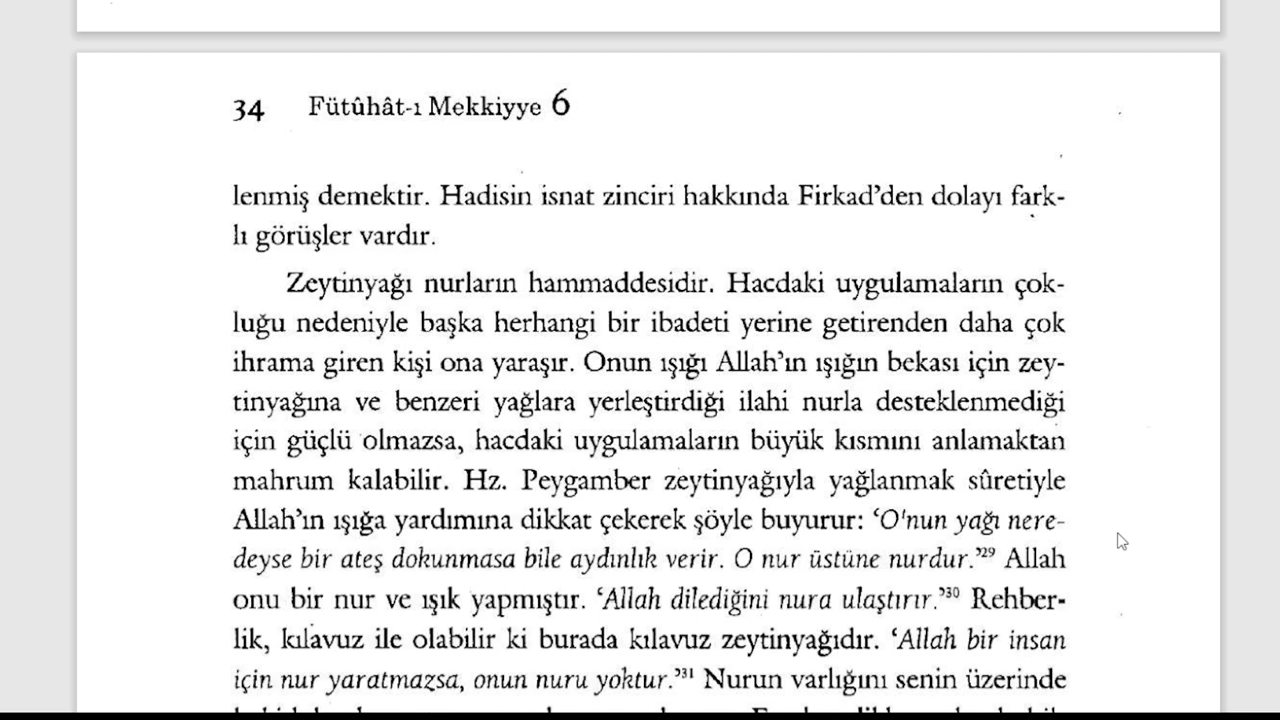 34 Fütûhât-ı Mekkiyye 6
lenmiş demektir. Hadisin isnat zinciri hakkında Firkad’den dolayı fark-
lı görüşler vardır.
Zeytinyağı nurların hammaddesidir. Hacdaki uygulamaların çok-
luğu nedeniyle başka herhangi bir ibadeti yerine getirenden daha çok
ihrama giren kişi ona yaraşır. Onun ışığı Allah’ın ışığın bekası için zey-
tinyağına ve benzeri yağlara yerleştirdiği ilahi nurla desteklenmediği
için güçlü olmazsa, hacdaki uygulamaların büyük kısmını anlamaktan
mahrum kalabilir. Hz. Peygamber zeytinyağıyla yağlanmak sûretiyle
Allah’ın ışığa yardımına dikkat çekerek şöyle buyurur: ‘O'nun yağı nere-
deyse bir ateş dokunmasa bile aydınlık verir. O nur üstüne nurdur.’29 Allah
onu bir nur ve ışık yapmıştır. ‘Allah dilediğini nura ulaştırır.’30 Rehber-
lik, kılavuz ile olabilir ki burada kılavuz zeytinyağıdır. ‘Allah bir insan
için nur yaratmazsa, onun nuru yoktur.’31 Nurun varlığını senin üzerinde